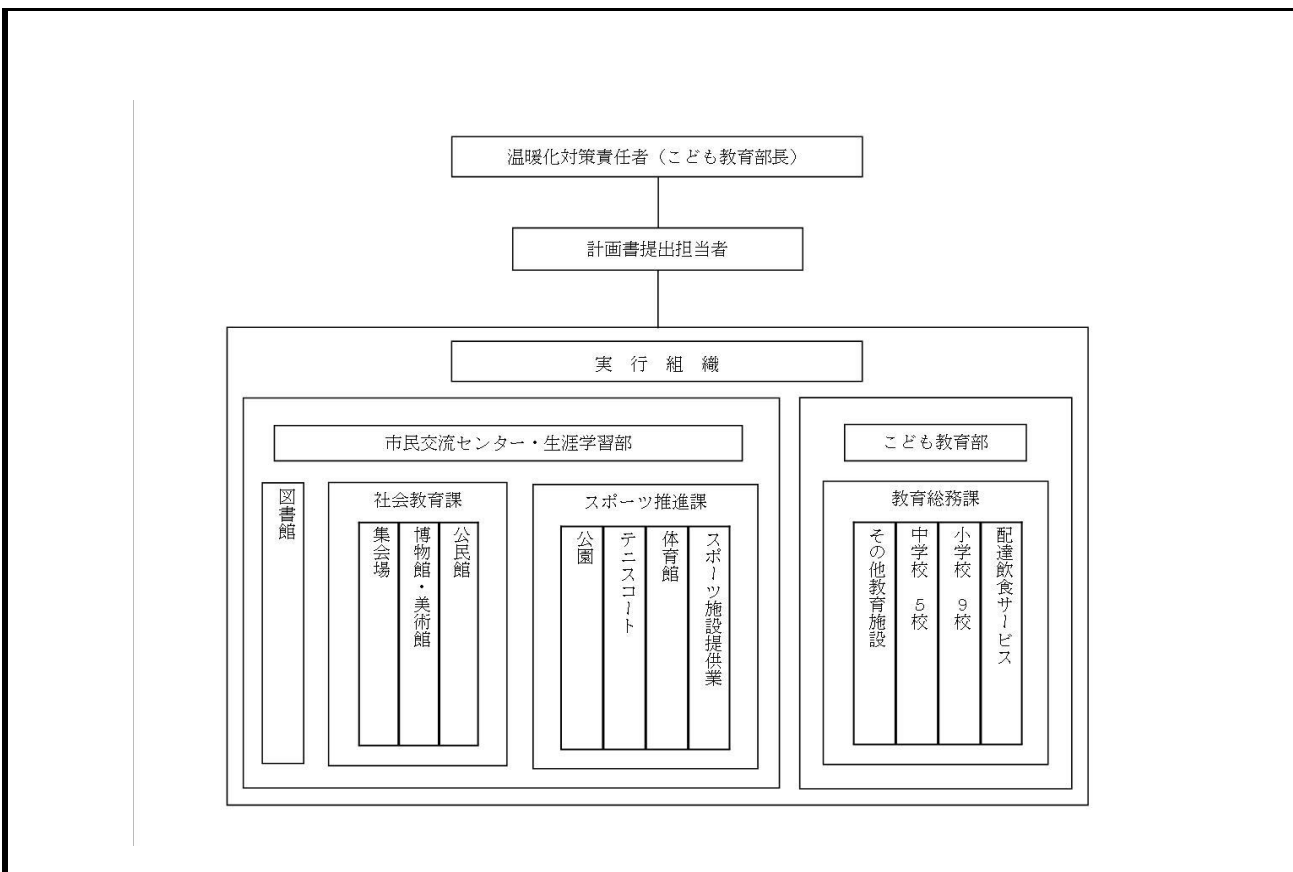 温暖化対策責任者（こども教育部長）
計画書提出担当者
実　行　組　織
市民交流センター・生涯学習部
図書館
社会教育課
集会場
博物館・美術館
公民館
スポーツ推進課
公園
テニスコート
体育館
スポーツ施設提供業
こども教育部
教育総務課
その他教育施設
中学校　５校
小学校　９校
配達飲食サービス